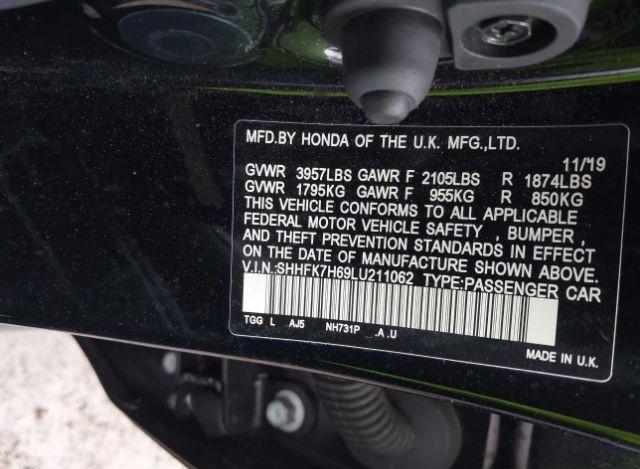 MFD.BY HONDA OF THE U.K. MFG.,LTD.
11/19
GVWR 3957LBS GAWR F 2105LBS R 1874LBS
GVWR 1795KG GAWR F 955KG R 850KG
THIS VEHICLE CONFORMS TO ALL APPLICABLE
FEDERAL MOTOR VEHICLE SAFETY , BUMPER,
AND THEFT PREVENTION STANDARDS IN EFFECT
ON THE DATE OF MANUFACTURE SHOWN ABOVE.
V.I.N.:SHHFK7H69LU211062 TYPE:PASSENGER CAR
TGG L AJ5 NH731P _.A .U
MADE IN U.K.